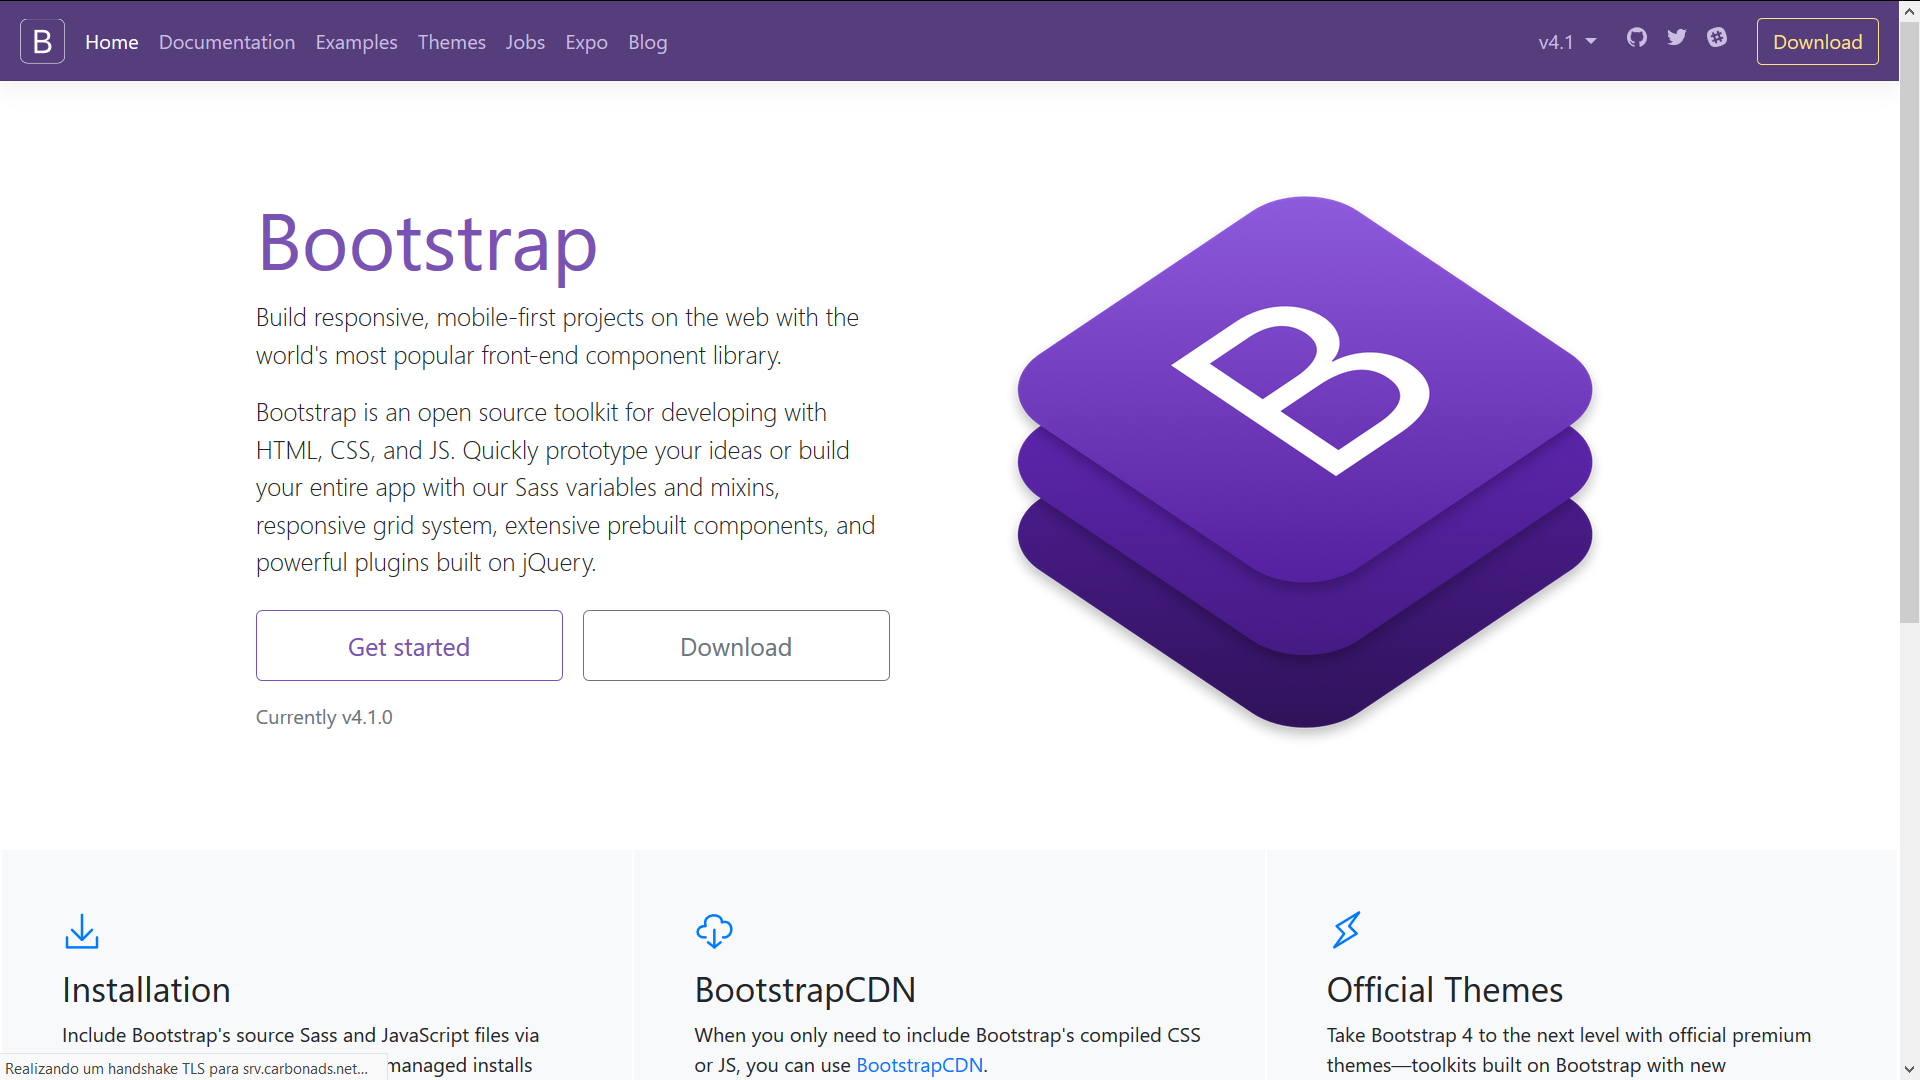 B Home Documentation Examples Themes Jobs Expo Blog v4.1 Download
Bootstrap
Build responsive, mobile-first projects on the web with the
world's most popular front-end component library.
Bootstrap is an open source toolkit for developing with
HTML, CSS, and JS. Quickly prototype your ideas or build
your entire app with our Sass variables and mixins,
responsive grid system, extensive prebuilt components, and
powerful plugins built on jQuery.
Get started Download
Currently v4.1.0
B
Installation
Include Bootstrap's source Sass and JavaScript files via
managed installs
BootstrapCDN
When you only need to include Bootstrap's compiled CSS
or JS, you can use BootstrapCDN.
Official Themes
Take Bootstrap 4 to the next level with official premium
themes—toolkits built on Bootstrap with new
Realizando um handshake TLS para srv.carbonads.net...